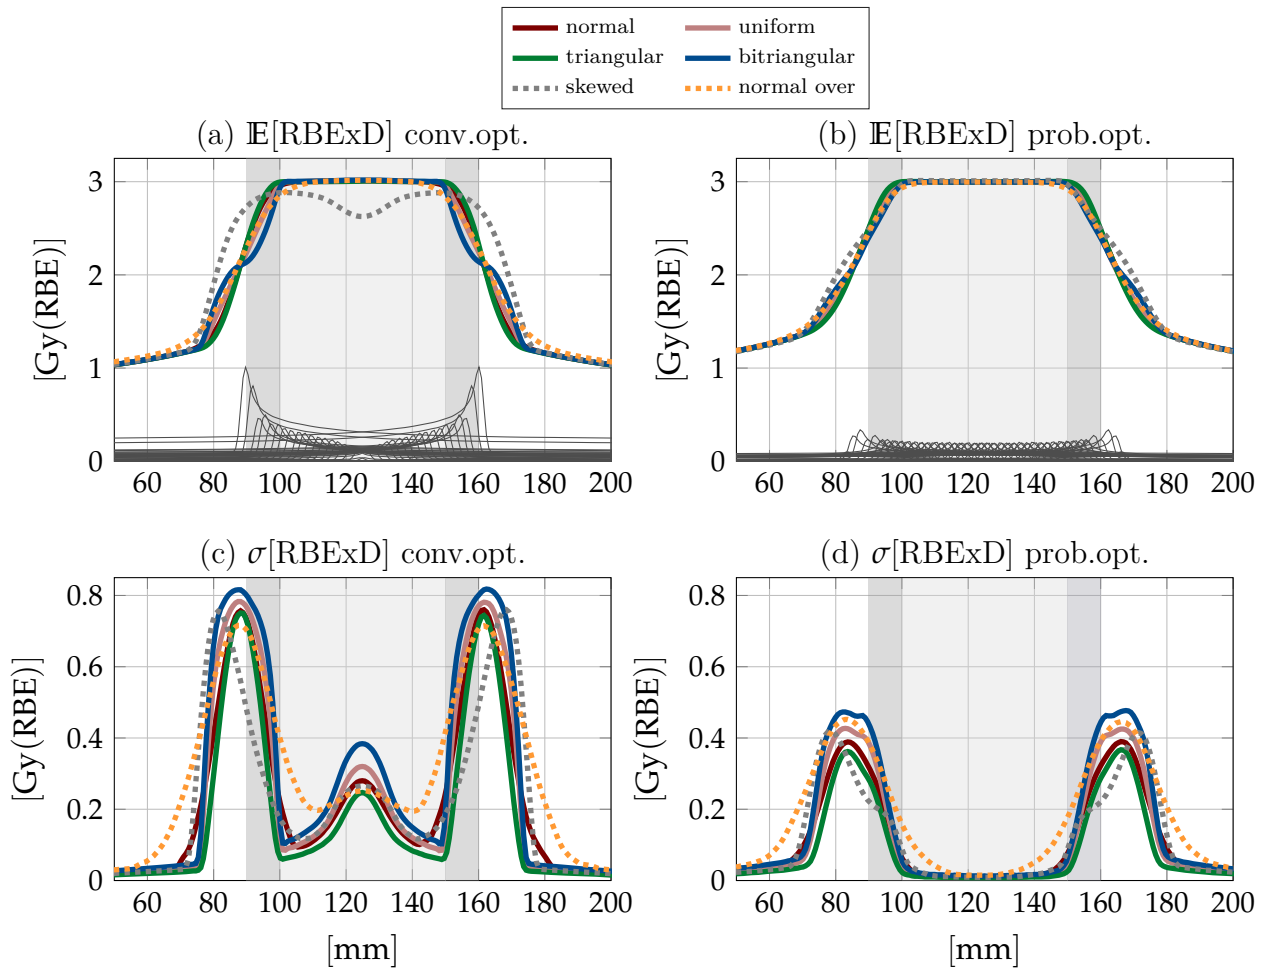 normal uniform
triangular bitriangular
skewed normal over
(a) 𝔼[RBExD] conv.opt.
(b) 𝔼[RBExD] prob.opt.
[Gy(RBE)]
3
2
1
0
60 80 100 120 140 160 180 200
[Gy(RBE)]
3
2
1
0
60 80 100 120 140 160 180 200
(c) σ[RBExD] conv.opt.
(d) σ[RBExD] prob.opt.
[Gy(RBE)]
0.8
0.6
0.4
0.2
0
60 80 100 120 140 160 180 200
[mm]
[Gy(RBE)]
0.8
0.6
0.4
0.2
0
60 80 100 120 140 160 180 200
[mm]